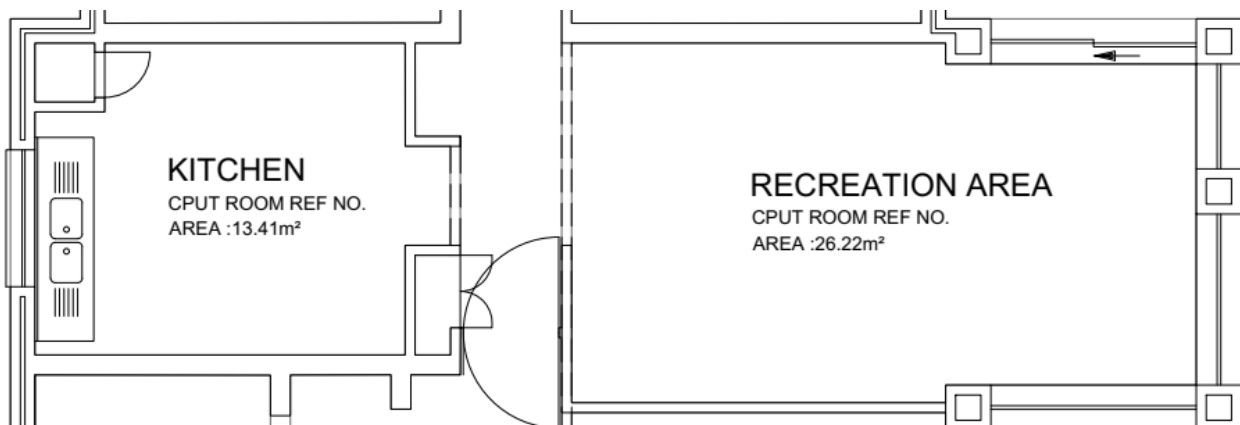 KITCHEN
CPUT ROOM REF NO.
AREA :13.41m²
RECREATION AREA
CPUT ROOM REF NO.
AREA :26.22m²